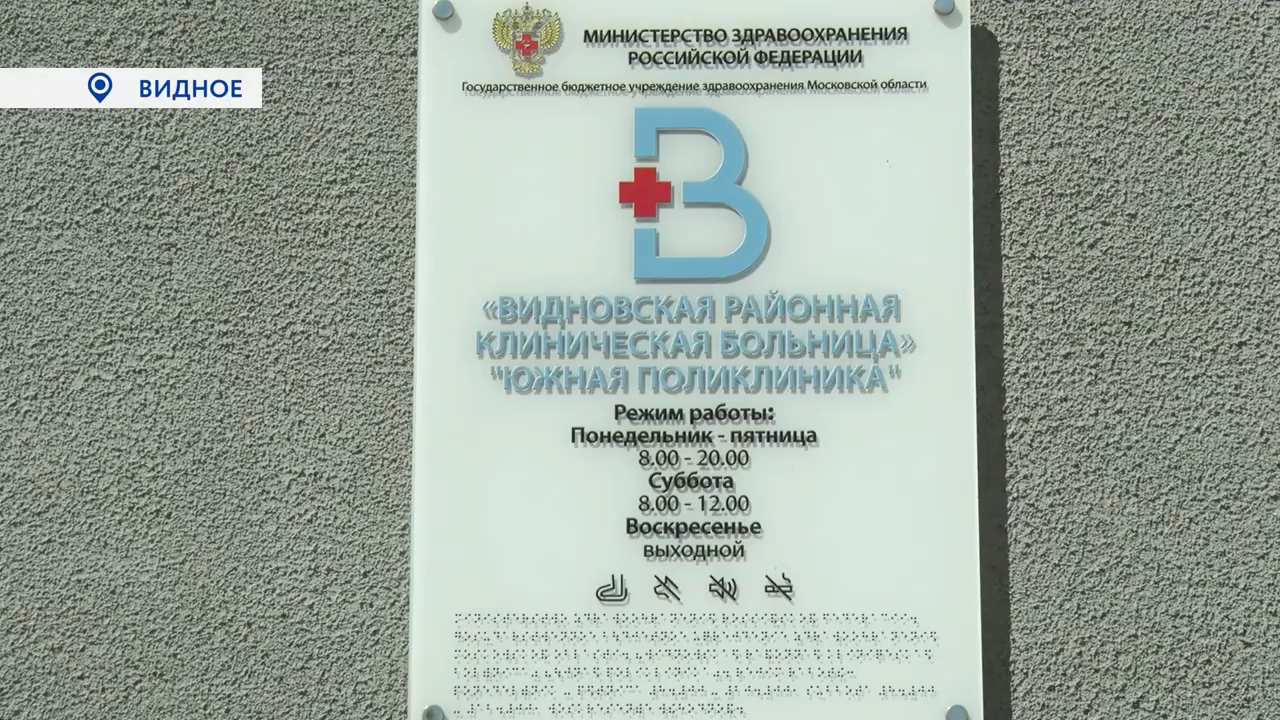 ВИДНОЕ
МИНИСТЕРСТВО ЗДРАВООХРАНЕНИЯ
РОССИЙСКОЙ ФЕДЕРАЦИИ
Государственное бюджетное учреждение здравоохранения Московской области
В
«ВИДНОВСКАЯ РАЙОННАЯ
КЛИНИЧЕСКАЯ БОЛЬНИЦА»
"ЮЖНАЯ ПОЛИКЛИНИКА"
Режим работы:
Понедельник - пятница
8.00 - 20.00
Суббота
8.00 - 12.00
Воскресенье
выходной